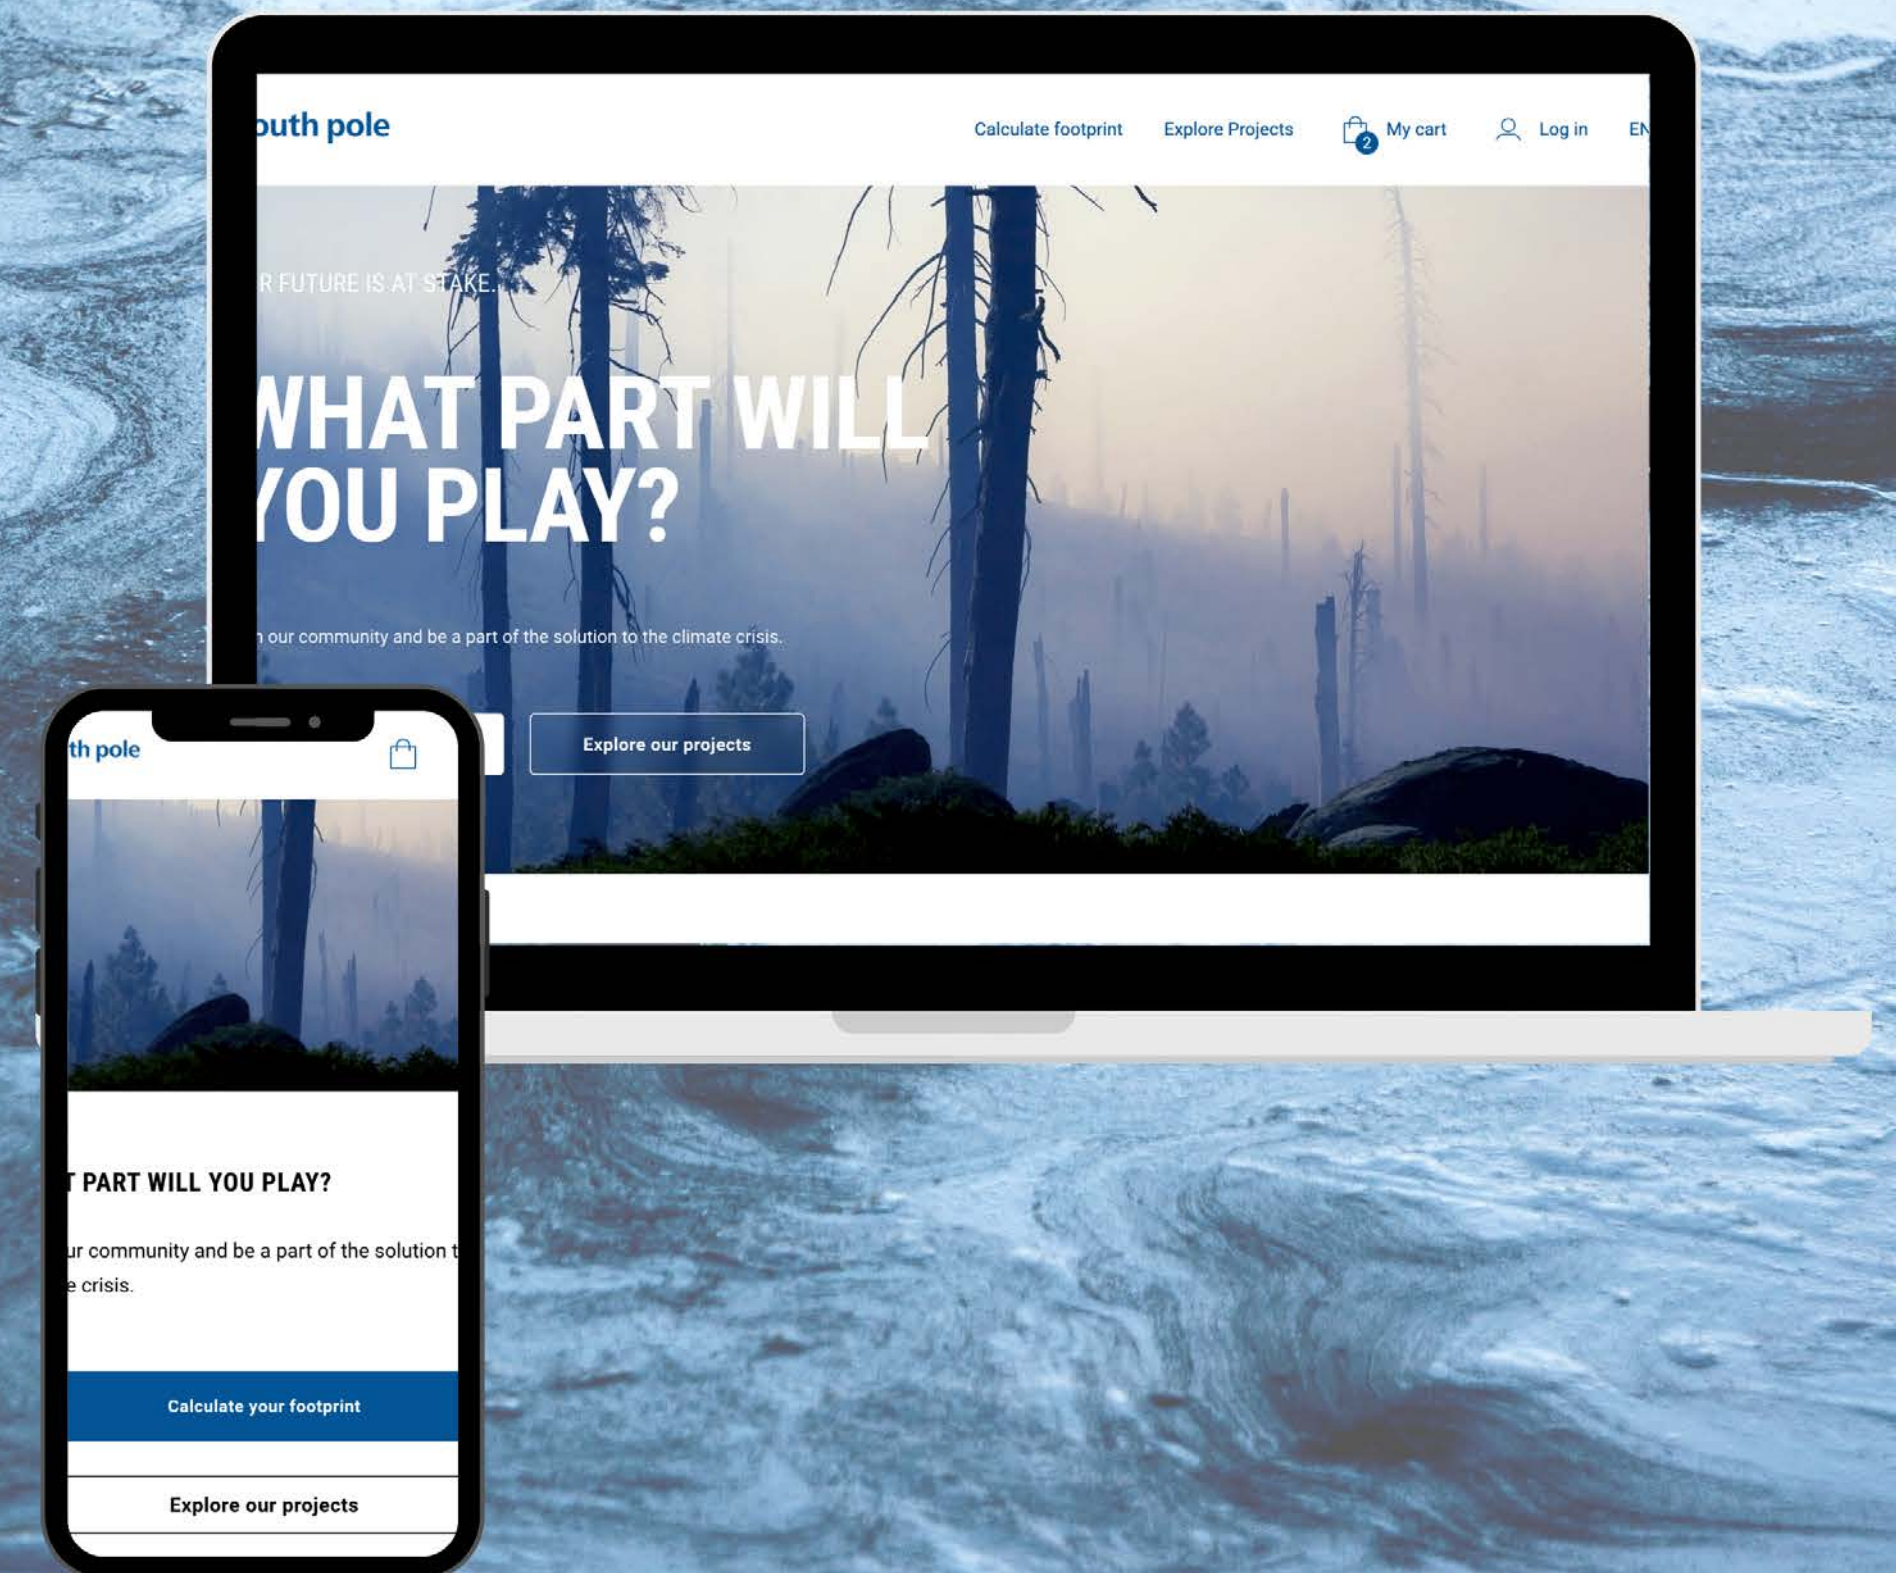 outh pole
Calculate footprint Explore Projects 2 My cart Log in EN
R FUTURE IS AT STAKE.
WHAT PART WILL
YOU PLAY?
our community and be a part of the solution to the climate crisis.
Explore our projects
th pole
T PART WILL YOU PLAY?
ur community and be a part of the solution t
e crisis.
Calculate your footprint
Explore our projects